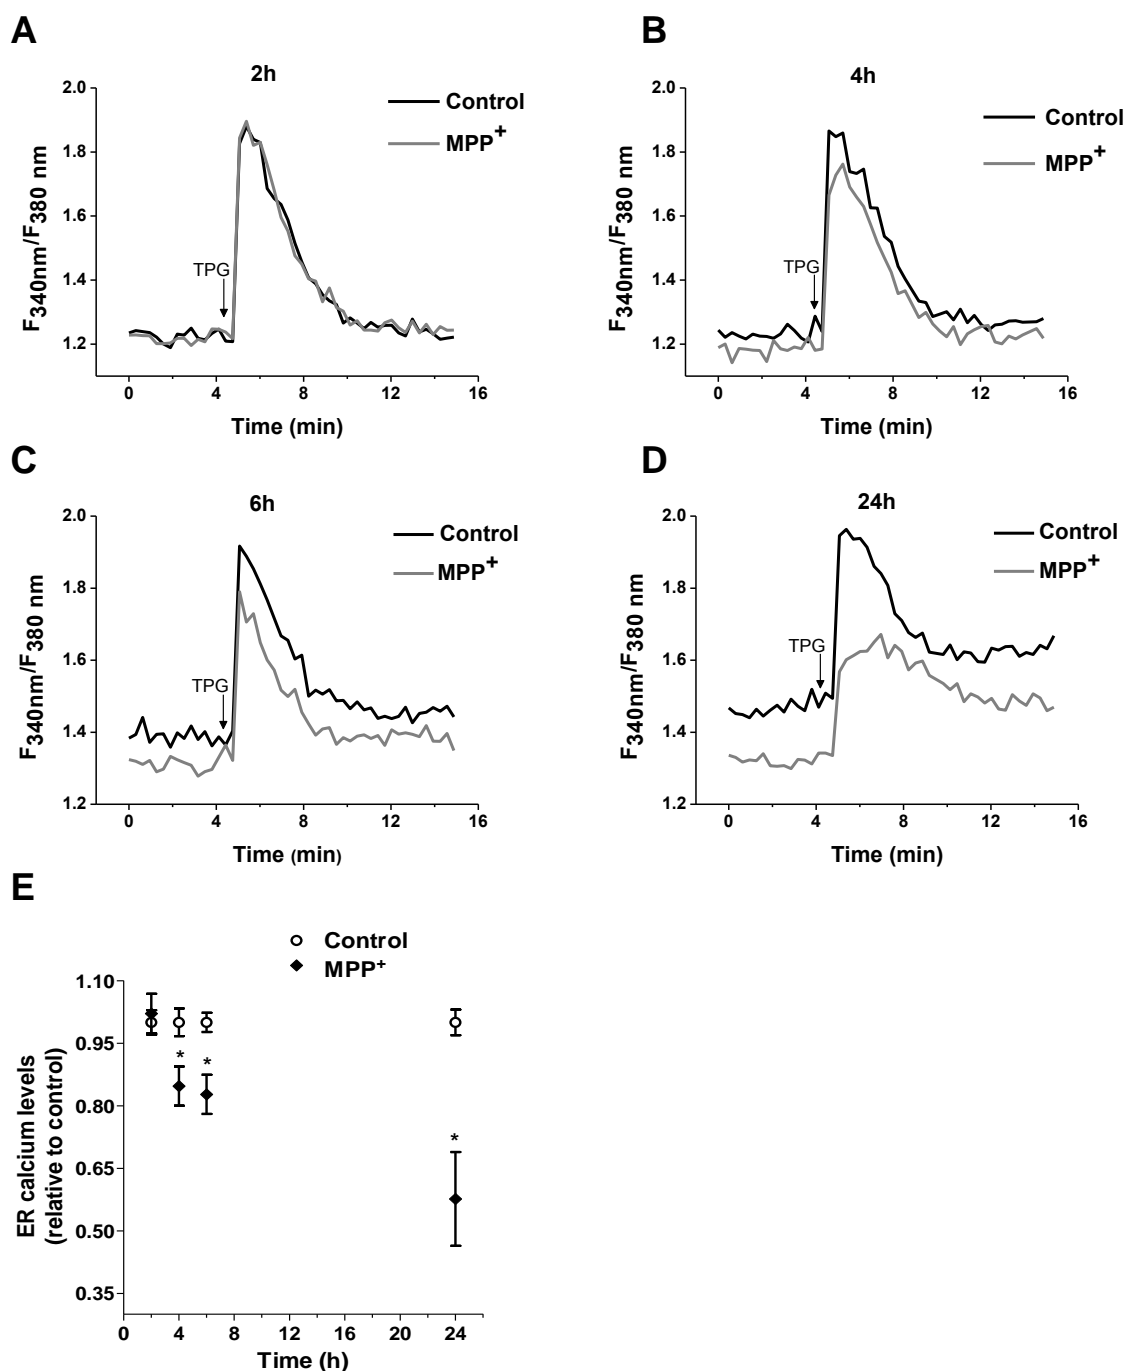 A
2h
Control
MPP+
2.0
1.8
1.6
1.4
1.2
F340nm/F380 nm
TPG
0 4 8 12 16
Time (min)
B
4h
Control
MPP+
2.0
1.8
1.6
1.4
1.2
F340nm/F380 nm
TPG
0 4 8 12 16
Time (min)
C
6h
Control
MPP+
2.0
1.8
1.6
1.4
1.2
F340nm/F380 nm
TPG
0 4 8 12 16
Time (min)
D
24h
Control
MPP+
2.0
1.8
1.6
1.4
1.2
F340nm/F380 nm
TPG
0 4 8 12 16
Time (min)
E
Control
MPP+
1.10
0.95
0.80
0.65
0.50
0.35
ER calcium levels
(relative to control)
* *
*
0 4 8 12 16 20 24
Time (h)